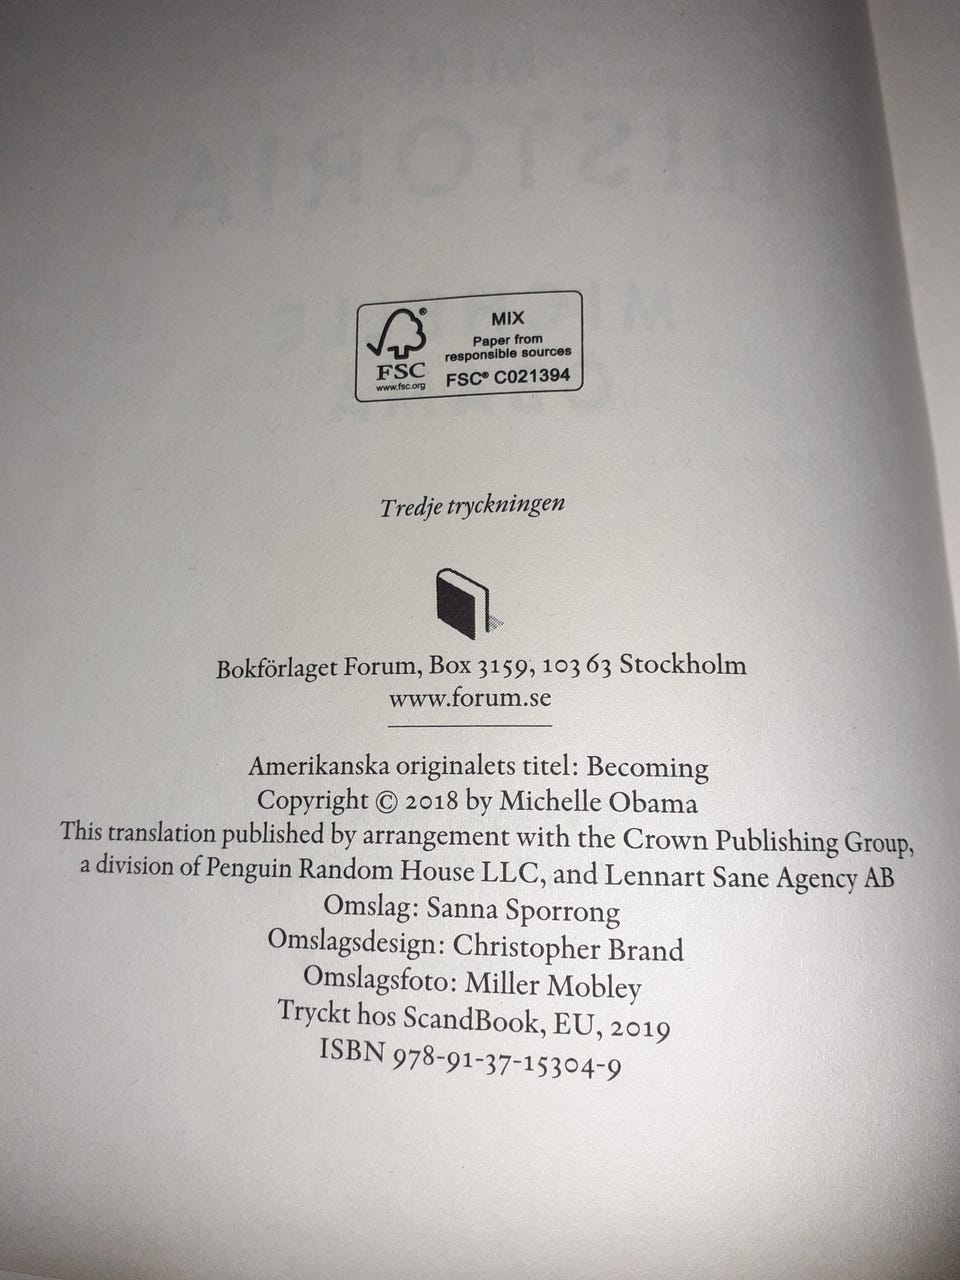 MIN
HISTORIA
FSC®
www.fsc.org
MIX
Paper from
responsible sources
FSC® C021394
Tredje tryckningen
Bokförlaget Forum, Box 3159, 103 63 Stockholm
www.forum.se
Amerikanska originalets titel: Becoming
Copyright © 2018 by Michelle Obama
This translation published by arrangement with the Crown Publishing Group,
a division of Penguin Random House LLC, and Lennart Sane Agency AB
Omslag: Sanna Sporrong
Omslagsdesign: Christopher Brand
Omslagsfoto: Miller Mobley
Tryckt hos ScandBook, EU, 2019
ISBN 978-91-37-15304-9